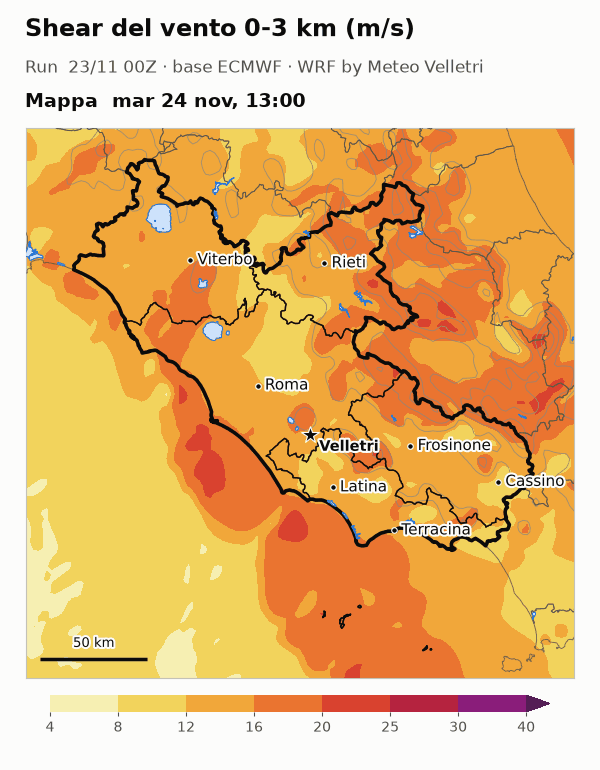 Shear del vento 0-3 km (m/s)
Run  23/11 00Z · base ECMWF · WRF by Meteo Velletri
Mappa  mar 24 nov, 13:00
Viterbo
Rieti
Roma
Velletri
Frosinone
Latina
Cassino
Terracina
50 km
4 8 12 16 20 25 30 40